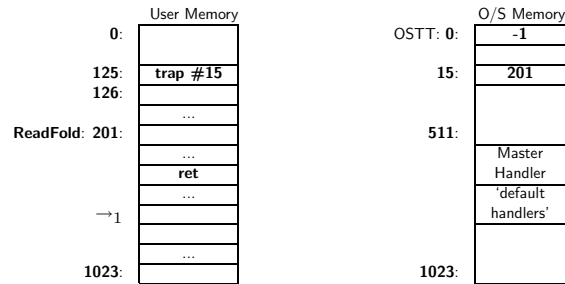 User Memory
0:
125: trap #15
126:
...
ReadFold: 201:
...
ret
...
→1
...
1023:
O/S Memory
OSTT: 0: -1
15: 201
511:
Master
Handler
‘default
handlers’
1023: